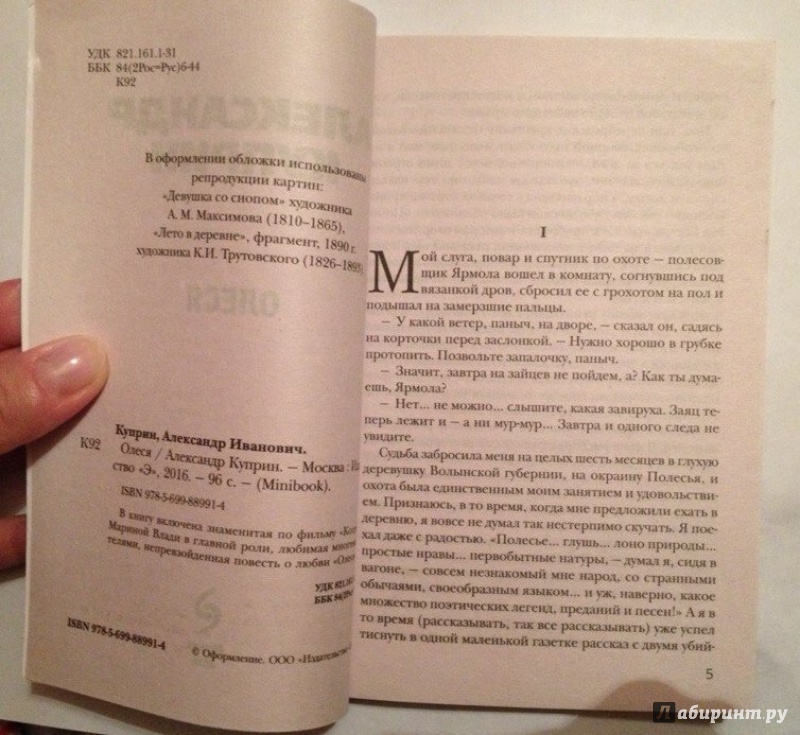 УДК 821.161.1-31
ББК 84(2Рос=Рус)6-44
К92
В оформлении обложки использованы
репродукции картин:
«Девушка со снопом» художника
А. М. Максимова (1810–1865),
«Лето в деревне», фрагмент, 1890 г.
художника К.И. Трутовского (1826–1893)
Куприн, Александр Иванович.
К92 Олеся / Александр Куприн. — Москва :
ство «Э», 2016. – 96 с. — (Minibook).
ISBN 978-5-699-88991-4
В книгу включена знаменитая по фильму
Мариной Влади в главной роли, любимая
телями, непревзойденная повесть о любви
УДК
ББК
ISBN 978-5-699-88991-4
© Оформление. ООО «Издательство
I
Мой слуга, повар и спутник по охоте — полесов-
щик Ярмола вошел в комнату, согнувшись под
вязанкой дров, сбросил ее с грохотом на пол и
подышал на замерзшие пальцы.
— У какой ветер, паныч, на дворе, — сказал он, садясь
на корточки перед заслонкой. — Нужно хорошо в грубке
протопить. Позвольте запалочку, паныч.
— Значит, завтра на зайцев не пойдем, а? Как ты дума-
ешь, Ярмола?
— Нет... не можно... слышите, какая завируха. Заяц те-
перь лежит и — а ни мур-мур... Завтра и одного следа не
увидите.
Судьба забросила меня на целых шесть месяцев в глухую
деревушку Волынской губернии, на окраину Полесья, и
охота была единственным моим занятием и удовольстви-
ем. Признаюсь, в то время, когда мне предложили ехать в
деревню, я вовсе не думал так нестерпимо скучать. Я пое-
хал даже с радостью. «Полесье... глушь... лоно природы...
простые нравы... первобытные натуры, — думал я, сидя в
вагоне, — совсем незнакомый мне народ, со странными
обычаями, своеобразным языком... и уж, наверно, какое
множество поэтических легенд, преданий и песен!» А я в
то время (рассказывать, так все рассказывать) уже успел
тиснуть в одной маленькой газетке рассказ с двумя убий-
5
Лабиринт.ру